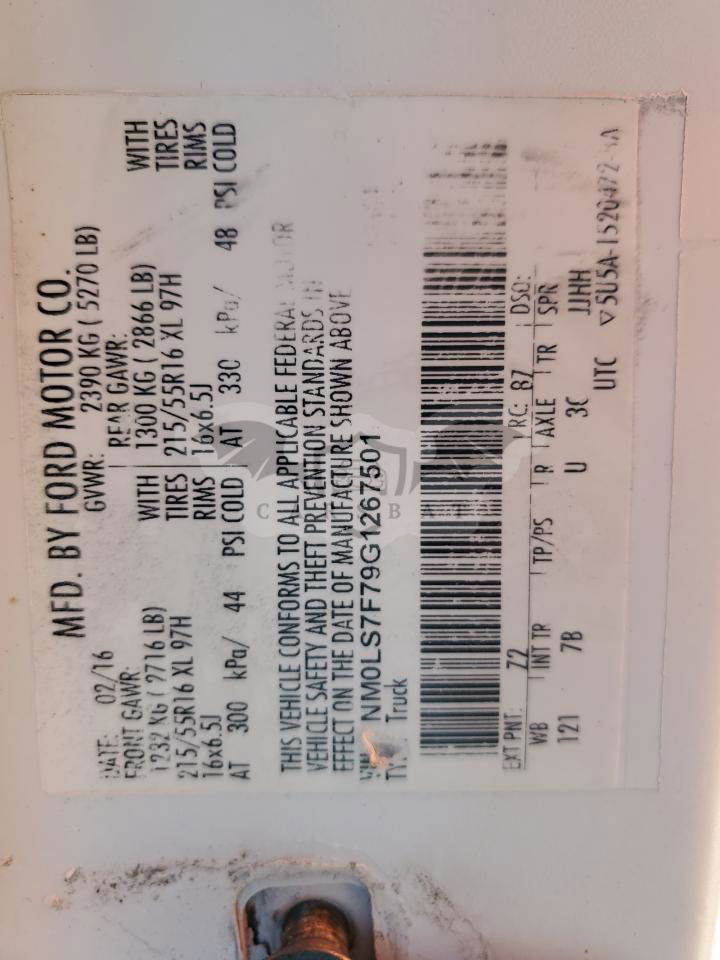 MFD. BY FORD MOTOR CO.
DATE: 02/16 GVWR: 2390 KG ( 5270 LB)
FRONT GAWR: REAR GAWR:
1232 KG ( 2716 LB) WITH 1300 KG ( 2866 LB) WITH
215/55R16 XL 97H TIRES 215/55R16 XL 97H TIRES
16x6.5J RIMS 16x6.5J RIMS
AT 300 kPa/ 44 PSI COLD AT 330 kPa/ 48 PSI COLD
THIS VEHICLE CONFORMS TO ALL APPLICABLE FEDERAL MOTOR
VEHICLE SAFETY AND THEFT PREVENTION STANDARDS IN
EFFECT ON THE DATE OF MANUFACTURE SHOWN ABOVE
NM0LS7F79G1267501
Truck
EXT PNT: Z2 RC: B7 DSO:
WB INT TR TP/PS R AXLE TR SPR
121 7B U 3C JJHH
UTC